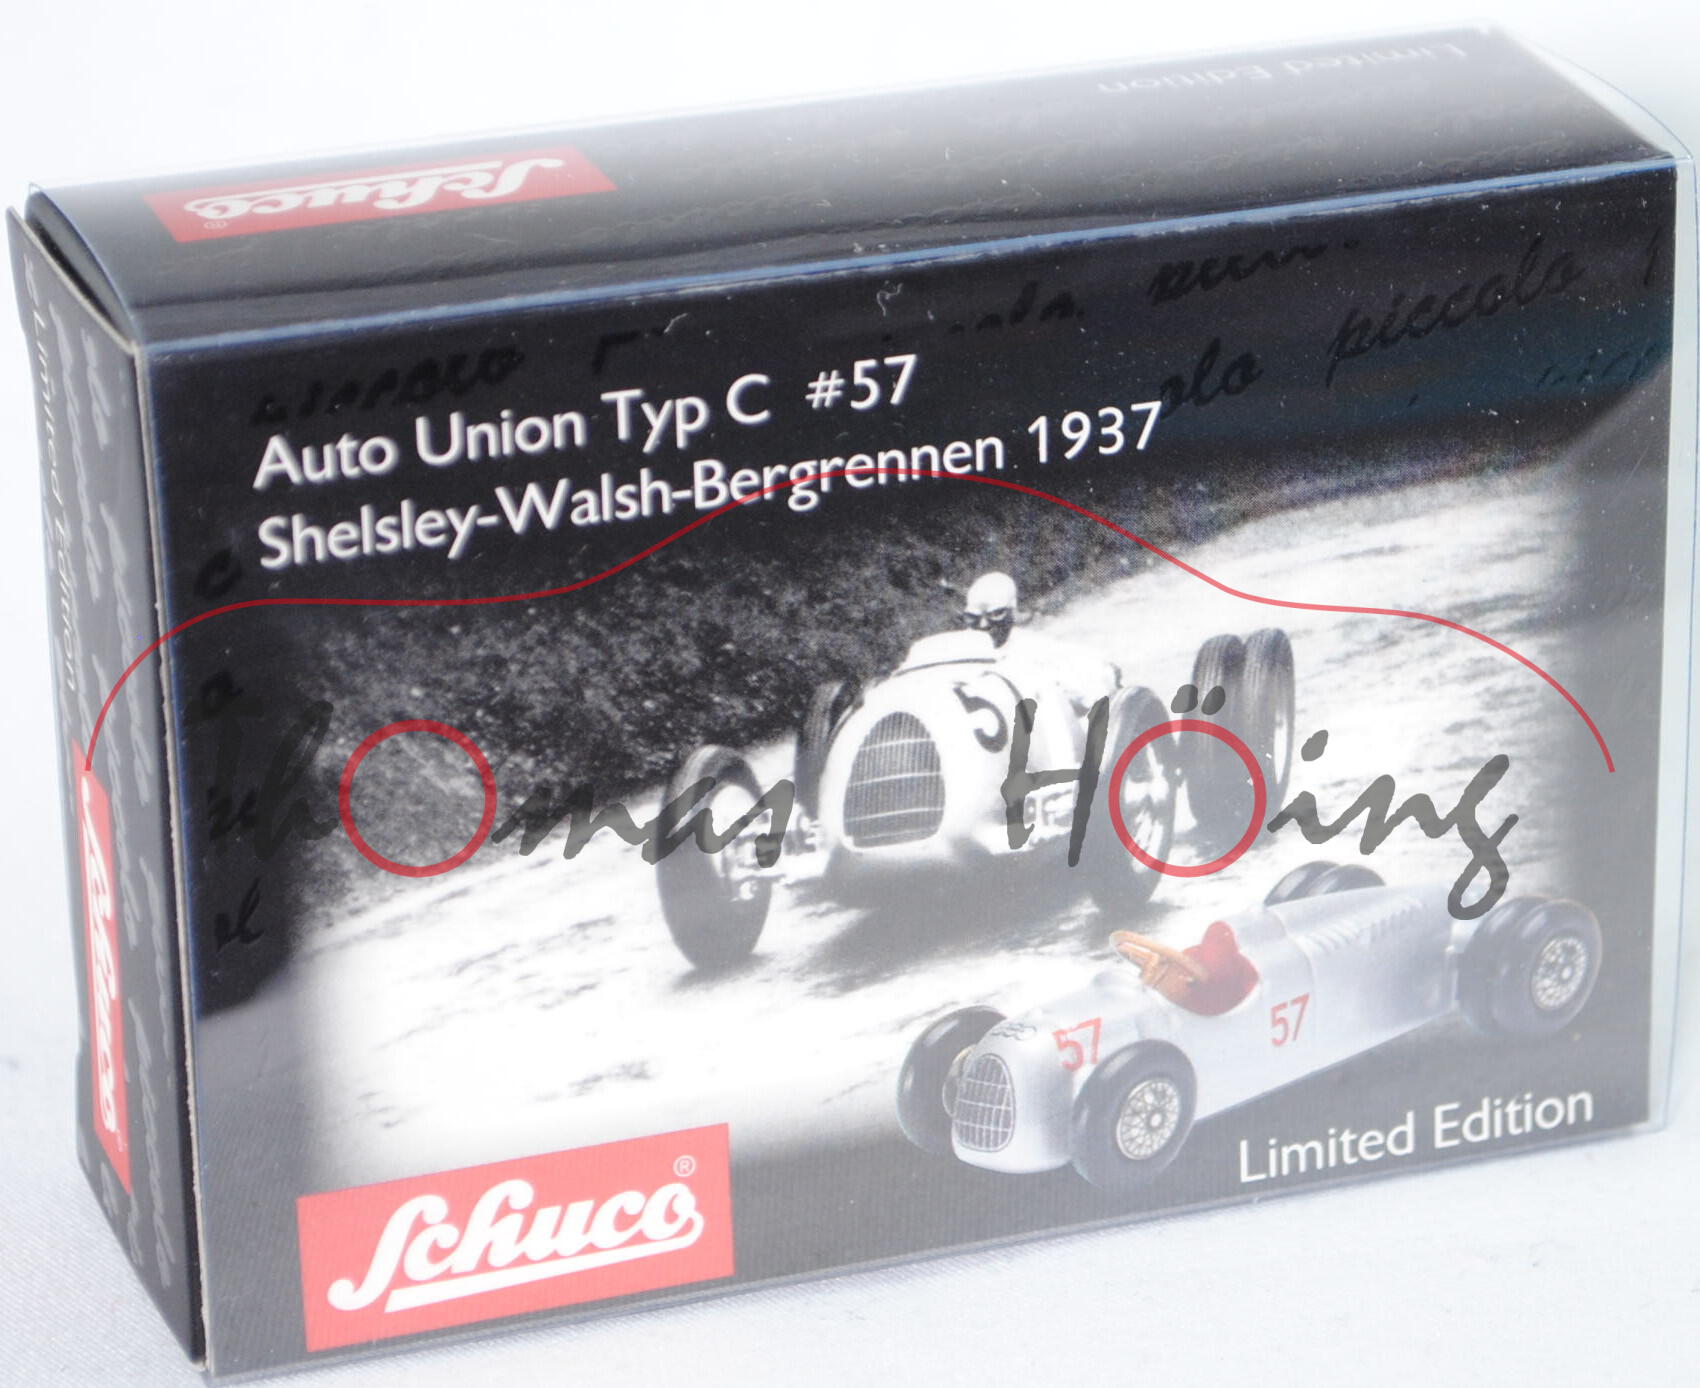 Limited Edition
Schuco®
piccolo
Auto Union Typ C #57
Shelsley-Walsh-Bergrennen 1937
5
Thomas Höing
57
57
Limited Edition
Schuco®
Limited Edition
Schuco